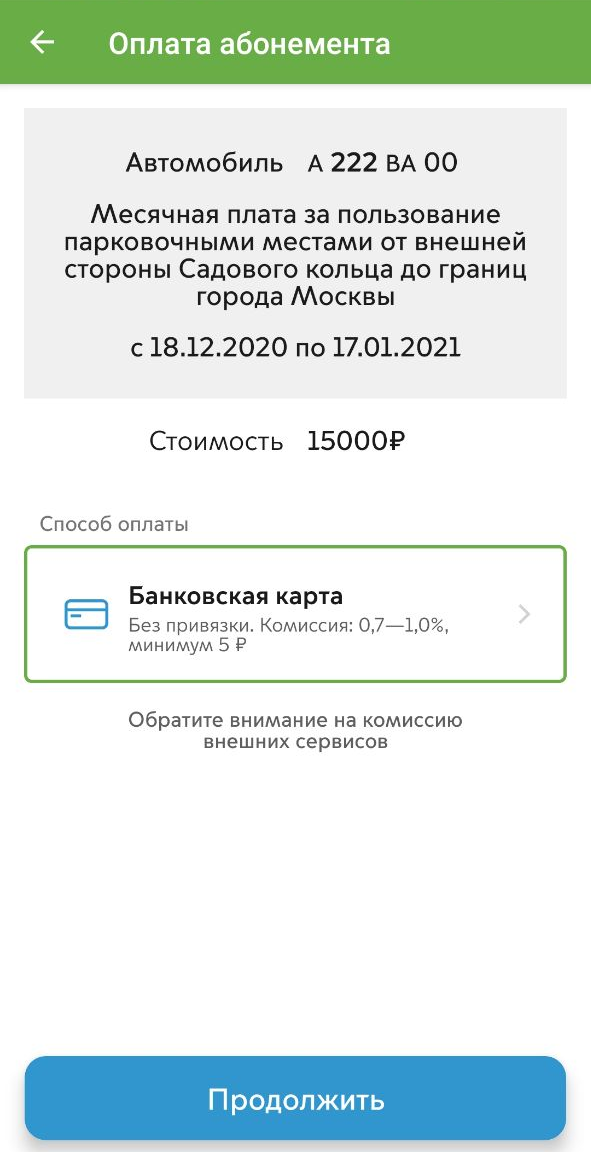 Оплата абонемента
Автомобиль А 222 ВА 00
Месячная плата за пользование
парковочными местами от внешней
стороны Садового кольца до границ
города Москвы
с 18.12.2020 по 17.01.2021
Стоимость 15000₽
Способ оплаты
Банковская карта
Без привязки. Комиссия: 0,7—1,0%,
минимум 5 ₽
Обратите внимание на комиссию
внешних сервисов
Продолжить